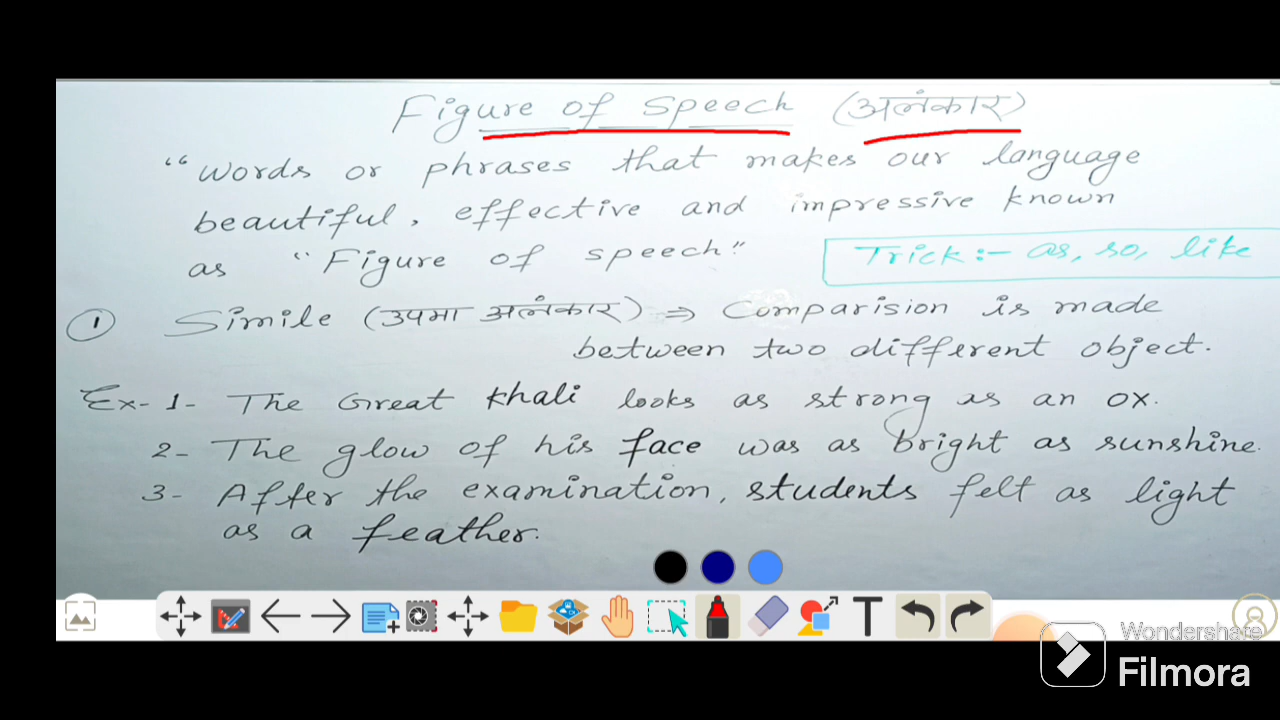 Figure of Speech (अलंकार)
“Words or phrases that makes our language
beautiful, effective and impressive known
as “Figure of speech”
Trick:- as, so, like
1 Simile (उपमा अलंकार) ⇒ Comparision is made
between two different object.
Ex- 1- The Great Khali looks as strong as an ox.
2- The glow of his face was as bright as sunshine.
3- After the examination, students felt as light
as a feather.
T
Wondershare
Filmora